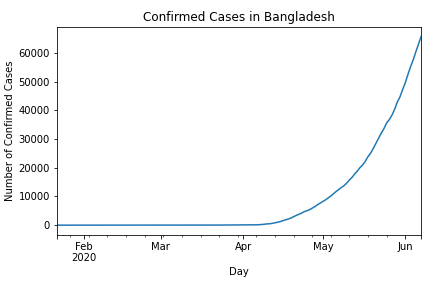 Confirmed Cases in Bangladesh
Number of Confirmed Cases
60000
50000
40000
30000
20000
10000
0
Feb Mar Apr May Jun
2020
Day